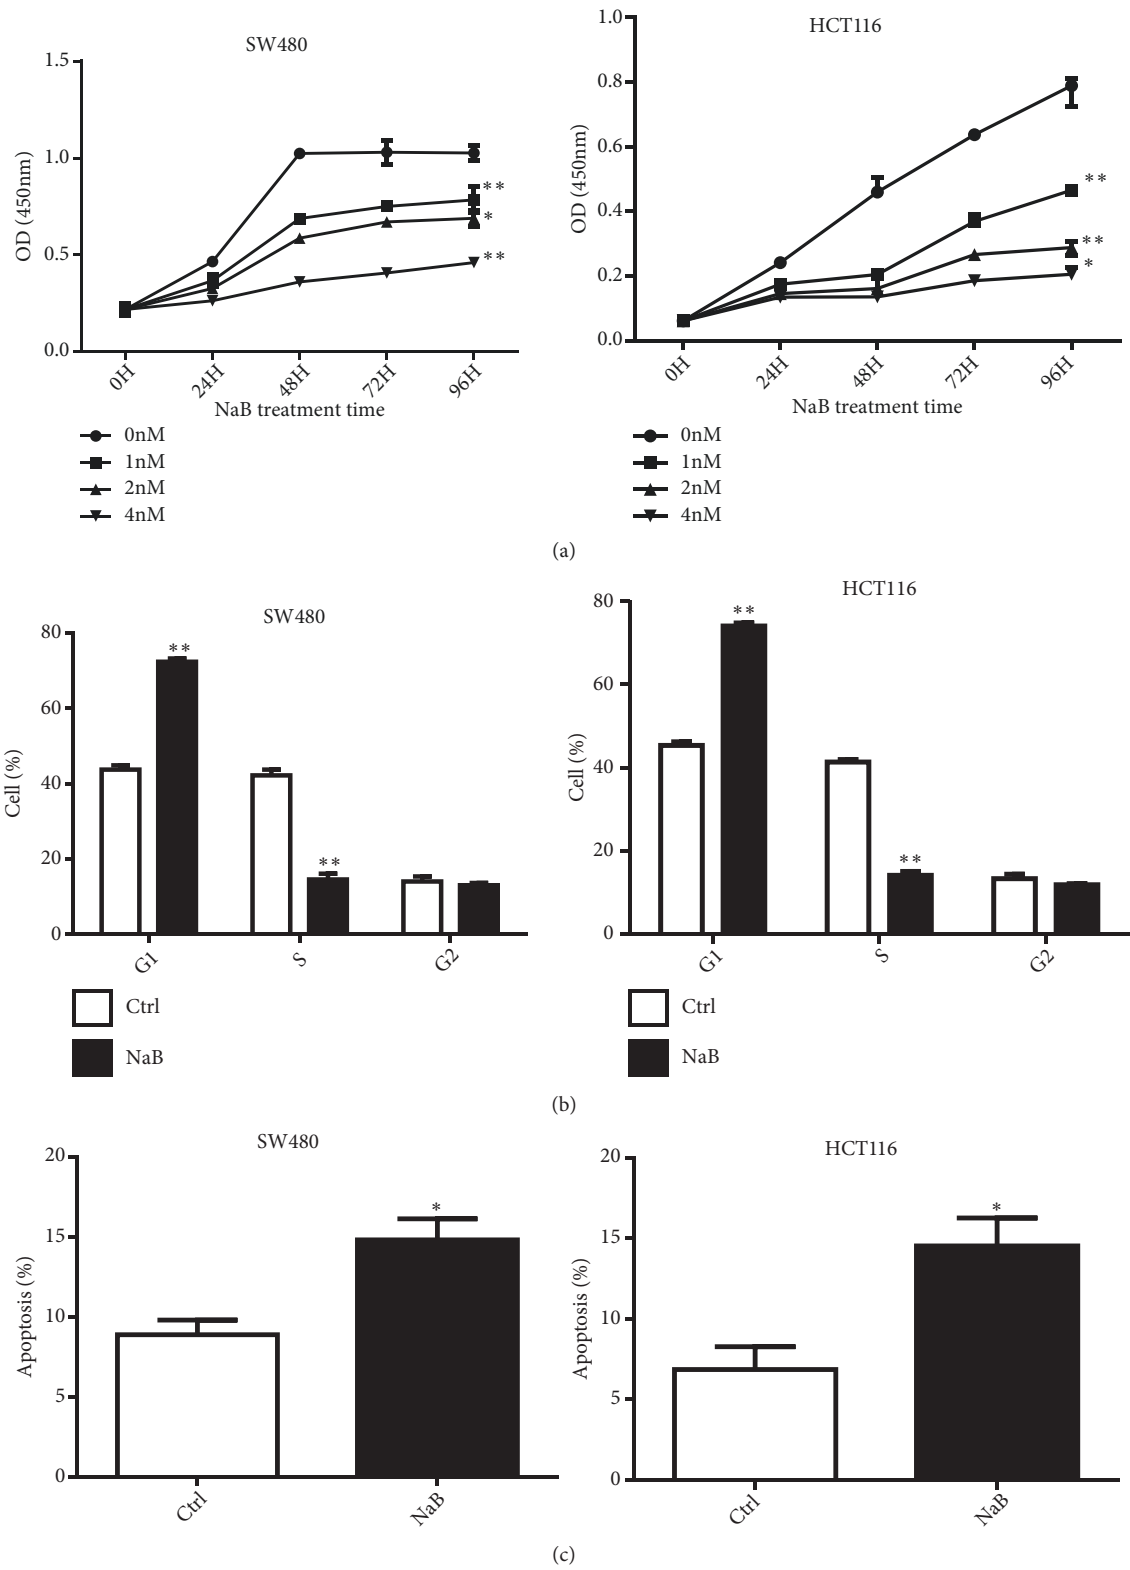 SW480
OD (450nm)
1.5
1.0
0.5
0.0
0H 24H 48H 72H 96H
**
*
**
NaB treatment time
0nM
1nM
2nM
4nM
HCT116
OD (450nm)
1.0
0.8
0.6
0.4
0.2
0.0
0H 24H 48H 72H 96H
**
**
*
NaB treatment time
0nM
1nM
2nM
4nM
(a)
SW480
Cell (%)
80
60
40
20
0
**
**
G1 S G2
Ctrl
NaB
HCT116
Cell (%)
80
60
40
20
0
**
**
G1 S G2
Ctrl
NaB
(b)
SW480
Apoptosis (%)
20
15
10
5
0
*
Ctrl NaB
HCT116
Apoptosis (%)
20
15
10
5
0
*
Ctrl NaB
(c)